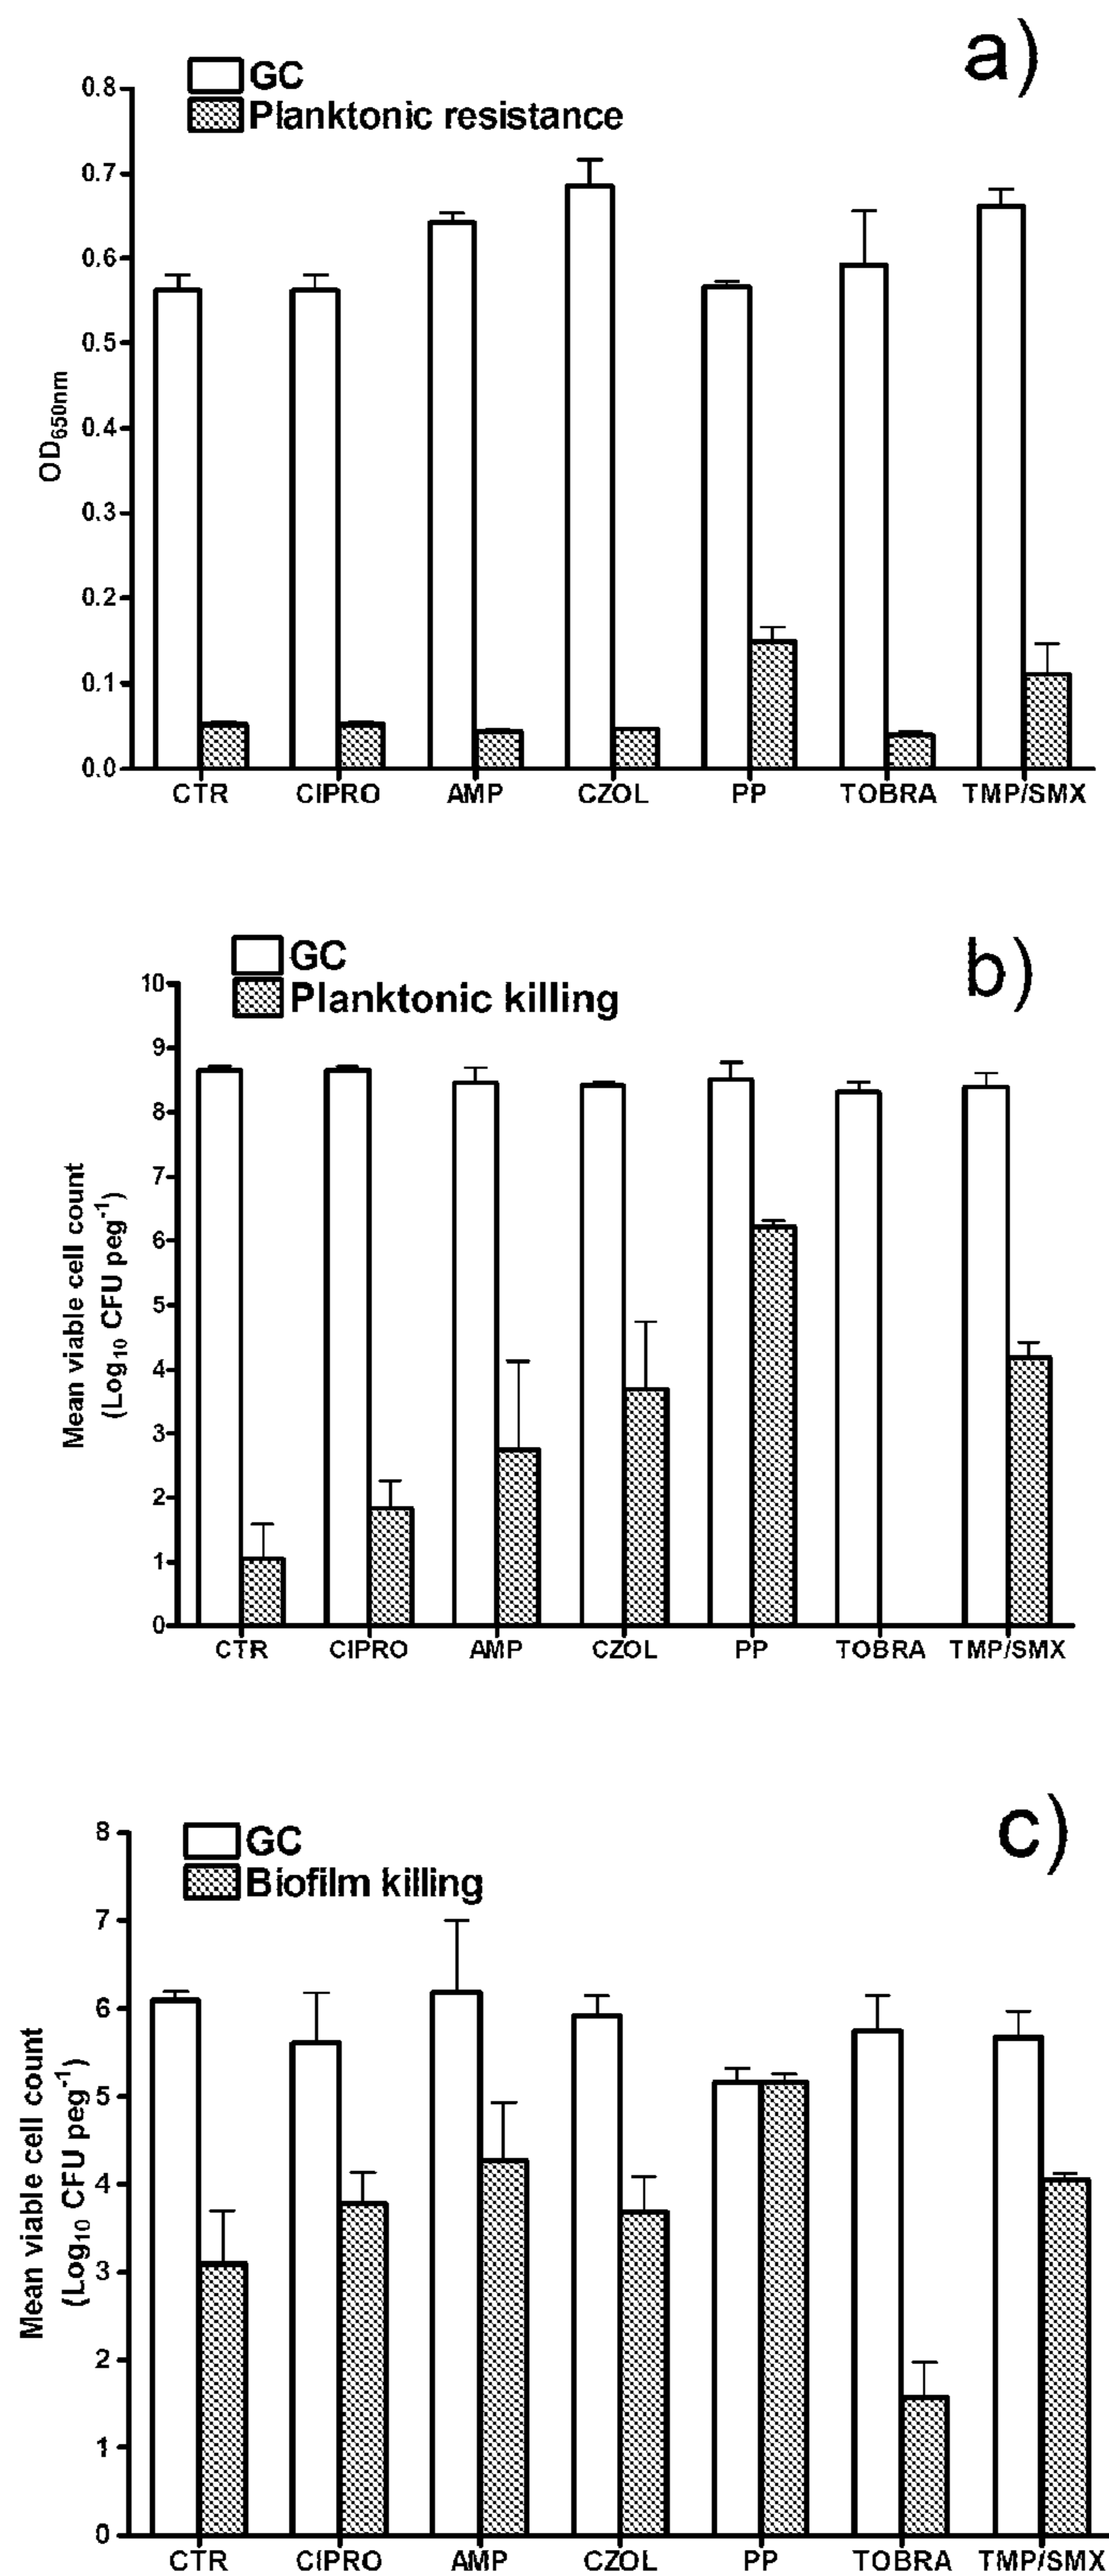 a)
GC
Planktonic resistance
0.8
0.7
0.6
0.5
0.4
0.3
0.2
0.1
0.0
OD650nm
CTR CIPRO AMP CZOL PP TOBRA TMP/SMX
b)
GC
Planktonic killing
10
9
8
7
6
5
4
3
2
1
0
Mean viable cell count
(Log10 CFU peg-1)
CTR CIPRO AMP CZOL PP TOBRA TMP/SMX
c)
GC
Biofilm killing
8
7
6
5
4
3
2
1
0
Mean viable cell count
(Log10 CFU peg-1)
CTR CIPRO AMP CZOL PP TOBRA TMP/SMX